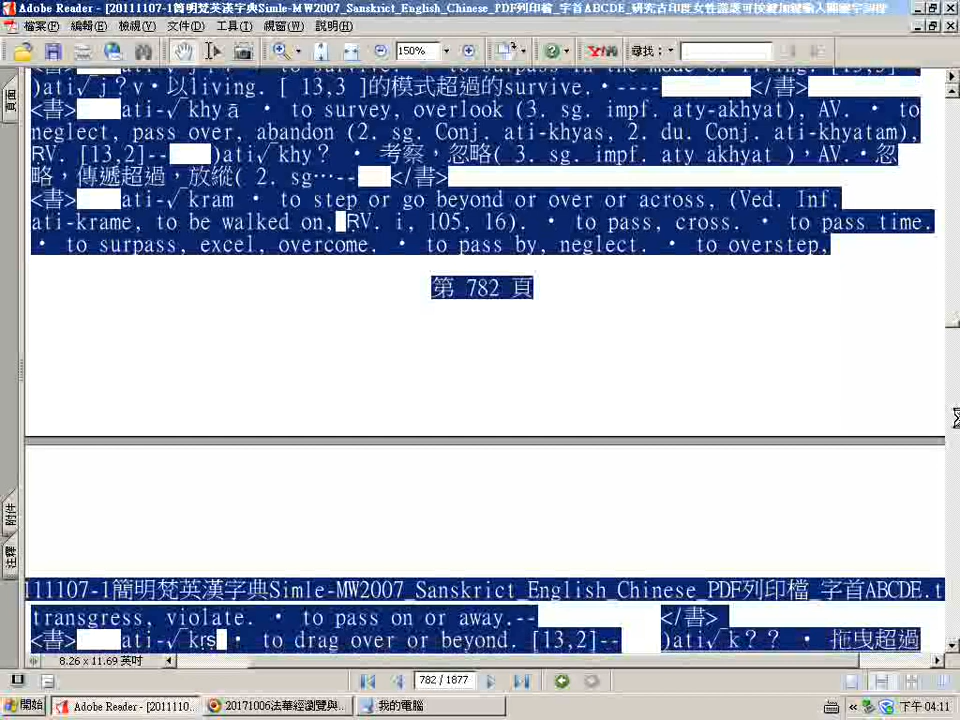 Adobe Reader - [20111107-1簡明梵英漢字典Simle-MW2007_Sanskrict_English_Chinese_PDF列印檔_字首ABCDE_研究古印度女性
檔案(F) 編輯(E) 檢視(V) 文件(D) 工具(T) 視窗(W) 說明(H)
150% 尋找：
)ati√j？v‧以living. [ 13,3 ]的模式超過的survive.‧---- </書>
<書> ati-√khyā ‧ to survey, overlook (3. sg. impf. aty-akhyat), AV. ‧ to
neglect, pass over, abandon (2. sg. Conj. ati-khyas, 2. du. Conj. ati-khyatam),
RV. [13,2]-- )ati√khy？ ‧ 考察，忽略( 3. sg. impf. aty akhyat )，AV.‧忽
略，傳遞超過，放縱( 2. sg…-- </書>
<書> ati-√kram ‧ to step or go beyond or over or across, (Ved. Inf.
ati-krame, to be walked on, RV. i, 105, 16). ‧ to pass, cross. ‧ to pass time.
‧ to surpass, excel, overcome. ‧ to pass by, neglect. ‧ to overstep,
第 782 頁
111107-1簡明梵英漢字典Simle-MW2007_Sanskrict_English_Chinese_PDF列印檔_字首ABCDE.t
transgress, violate. ‧ to pass on or away.-- </書>
<書> ati-√krs ‧ to drag over or beyond. [13,2]-- )ati√k？？ ‧ 拖曳超過
頁面
附件
註釋
8.26 x 11.69 英吋
782 / 1877
開始 Adobe Reader - [2011110... 20171006法華經瀏覽與... 我的電腦 下午 04:11